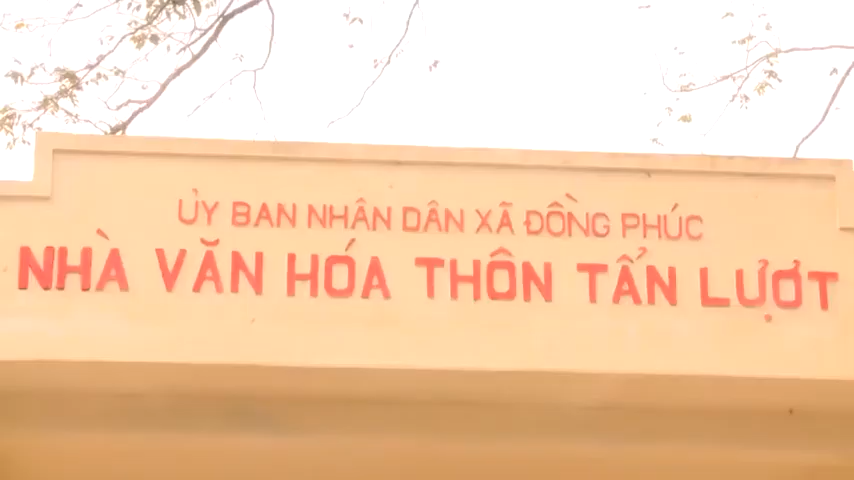 ỦY BAN NHÂN DÂN XÃ ĐỒNG PHÚC
NHÀ VĂN HÓA THÔN TẨN LƯỢT